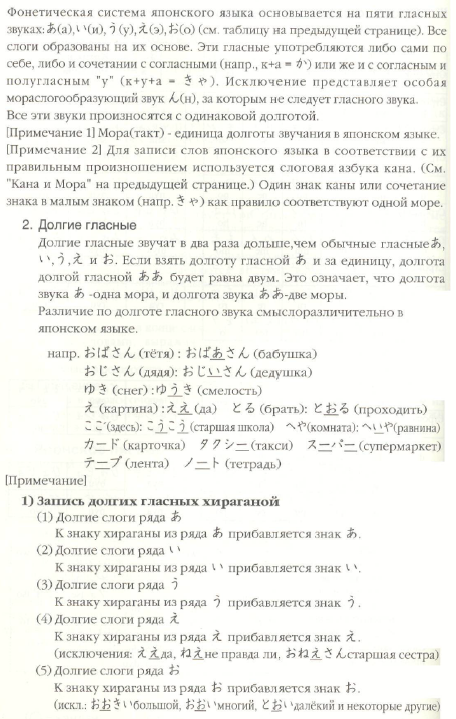 Фонетическая система японского языка основывается на пяти гласных
звуках: あ(а), い(и), う(у), え(э), お(о) (см. таблицу на предыдущей странице). Все
слоги образованы на их основе. Эти гласные употребляются либо сами по
себе, либо и сочетании с согласными (напр., к+а = か) или же и с согласным и
полугласным "у" (к+у+а = きゃ). Исключение представляет особая
мораслогообразующий звук ん(н), за которым не следует гласного звука.
Все эти звуки произносятся с одинаковой долготой.
[Примечание 1] Мора(такт) - единица долготы звучания в японском языке.
[Примечание 2] Для записи слов японского языка в соответствии с их
правильным произношением используется слоговая азбука кана. (См.
"Кана и Мора" на предыдущей странице.) Один знак каны или сочетание
знака в малым знаком (напр. きゃ) как правило соответствуют одной море.
2. Долгие гласные
Долгие гласные звучат в два раза дольше,чем обычные гласныеあ,
い,う,え и お. Если взять долготу гласной あ и за единицу, долгота
долгой гласной ああ будет равна двум. Это означает, что долгота
звука あ -одна мора, и долгота звука ああ-две моры.
Различие по долготе гласного звука смыслоразличительно в
японском языке.
напр. おばさん (тётя) : おばあさん (бабушка)
おじさん (дядя): おじいさん (дедушка)
ゆき (снег) :ゆうき (смелость)
え (картина) :ええ (да) とる (брать): とおる (проходить)
ここ(здесь): こうこう(старшая школа) へや(комната): へいや(равнина)
カード (карточка) タクシー(такси) スーパー(супермаркет)
テープ (лента) ノート (тетрадь)
[Примечание]
1) Запись долгих гласных хираганой
(1) Долгие слоги ряда あ
К знаку хираганы из ряда あ прибавляется знак あ.
(2) Долгие слоги ряда い
К знаку хираганы из ряда い прибавляется знак い.
(3) Долгие слоги ряда う
К знаку хираганы из ряда う прибавляется знак う.
(4) Долгие слоги ряда え
К знаку хираганы из ряда え прибавляется знак え.
(исключения: ええда, ねえне правда ли, おねえさんстаршая сестра)
(5) Долгие слоги ряда お
К знаку хираганы из ряда お прибавляется знак お.
(искл.: おおきいбольшой, おおいмногий, とおいдалёкий и некоторые другие)